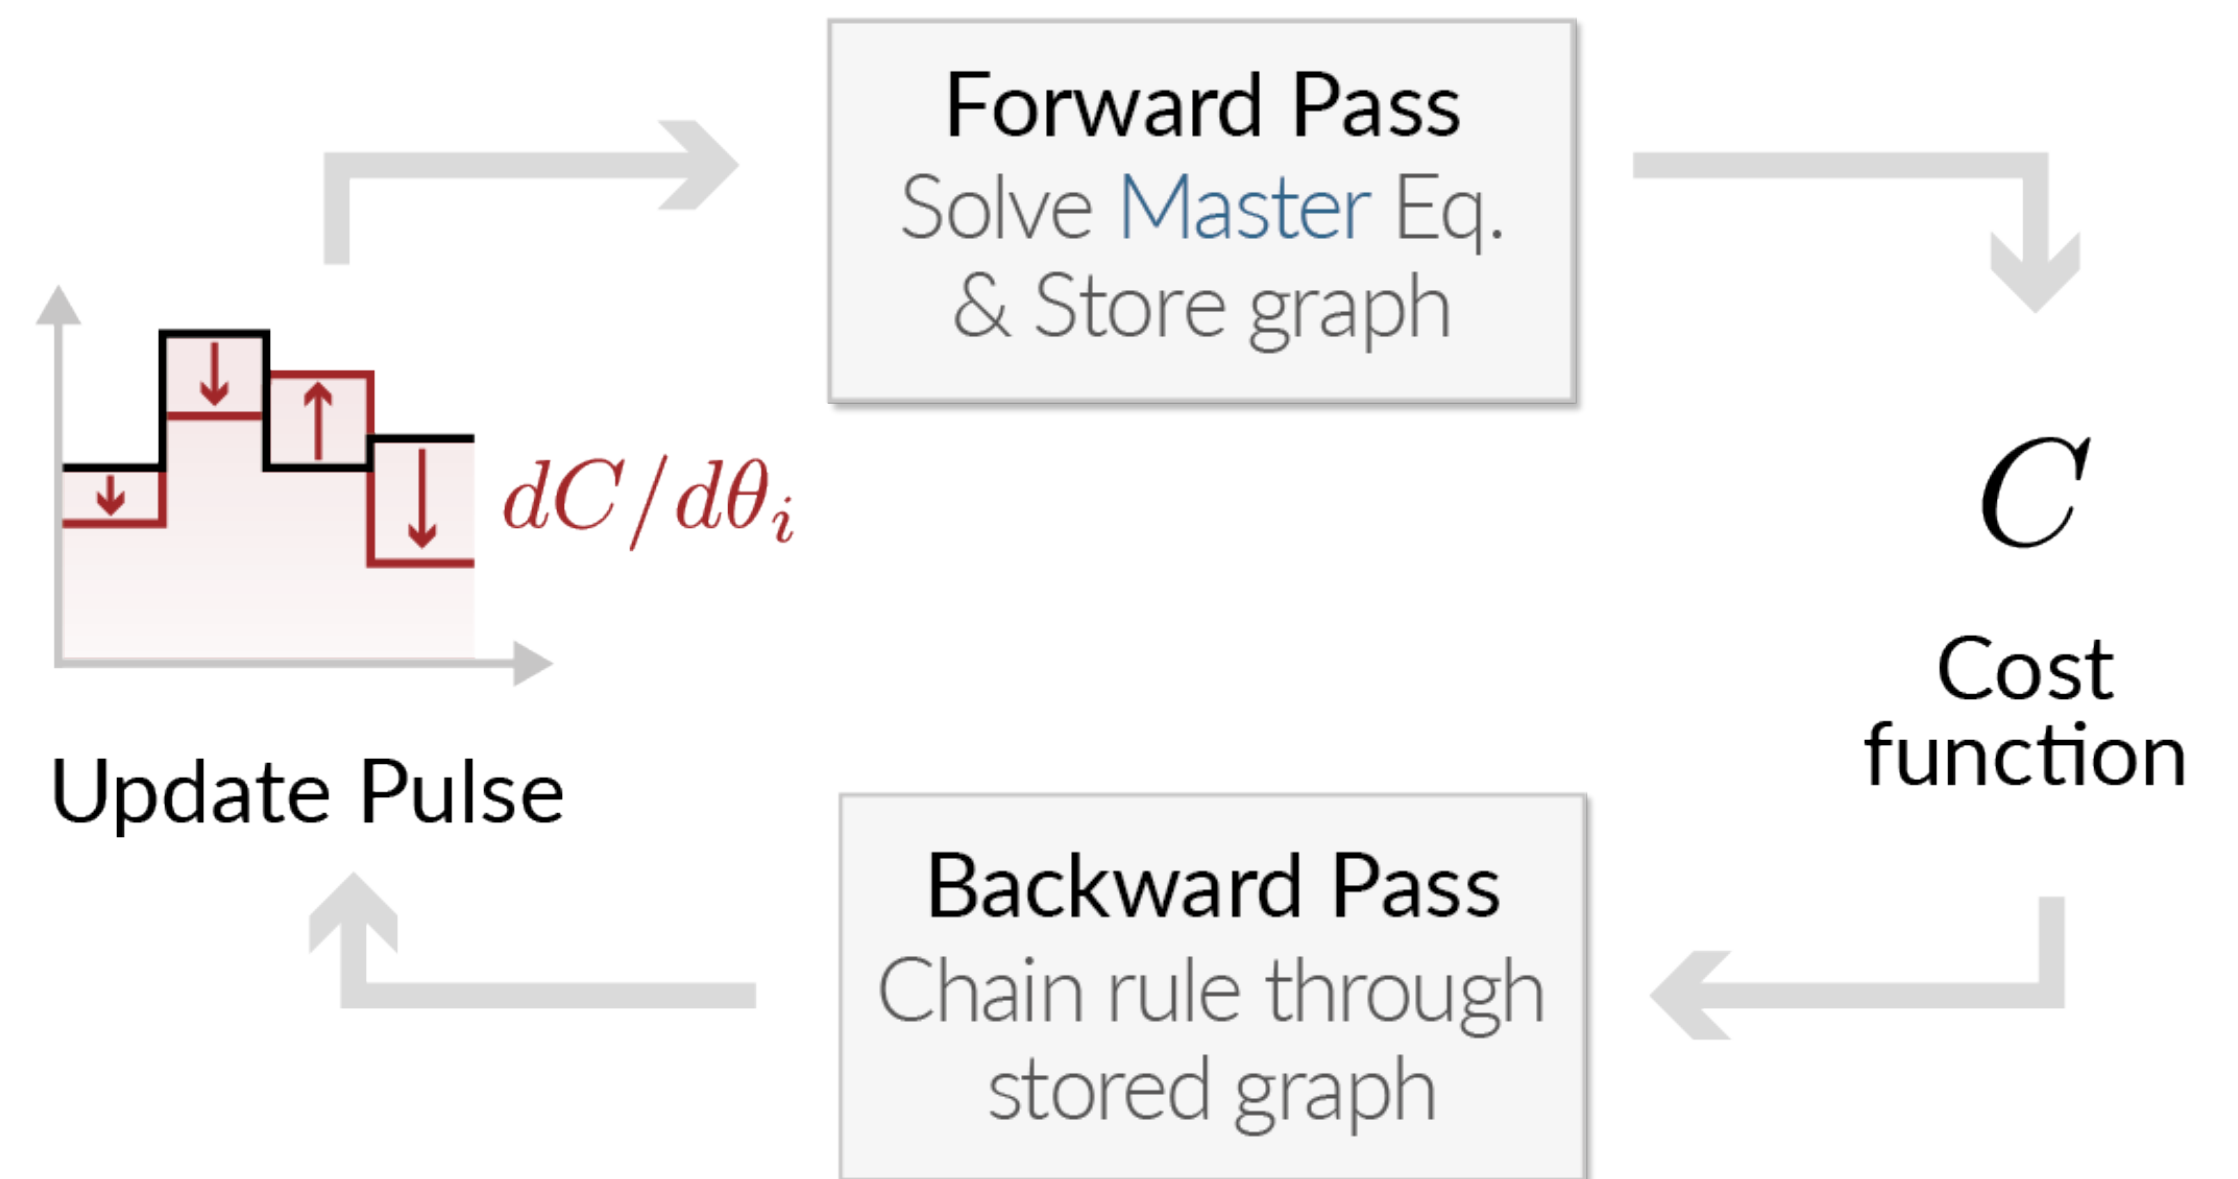 Forward Pass
Solve Master Eq.
& Store graph
C
Cost
function
Backward Pass
Chain rule through
stored graph
dC/dθᵢ
Update Pulse